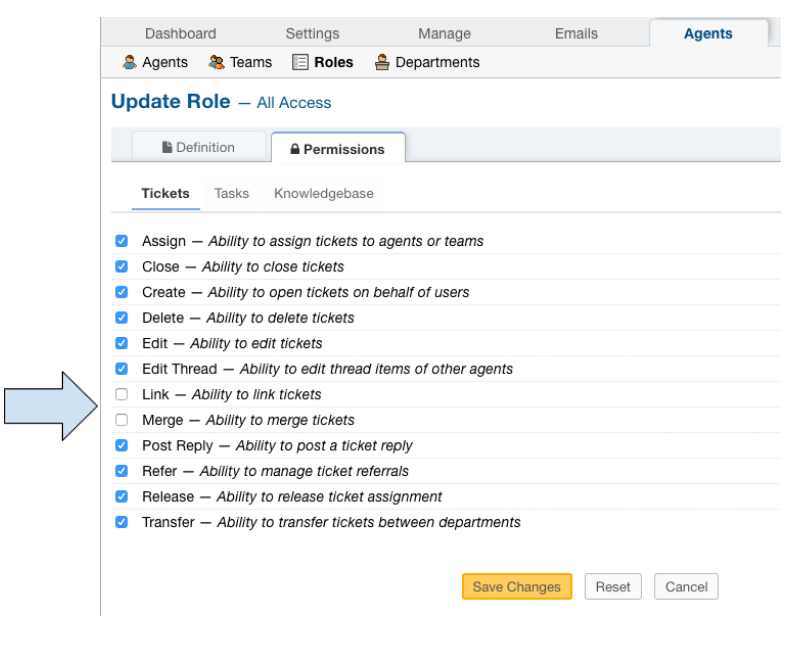 Dashboard Settings Manage Emails Agents
Agents Teams Roles Departments
Update Role — All Access
Definition Permissions
Tickets Tasks Knowledgebase
Assign — Ability to assign tickets to agents or teams
Close — Ability to close tickets
Create — Ability to open tickets on behalf of users
Delete — Ability to delete tickets
Edit — Ability to edit tickets
Edit Thread — Ability to edit thread items of other agents
Link — Ability to link tickets
Merge — Ability to merge tickets
Post Reply — Ability to post a ticket reply
Refer — Ability to manage ticket referrals
Release — Ability to release ticket assignment
Transfer — Ability to transfer tickets between departments
Save Changes Reset Cancel